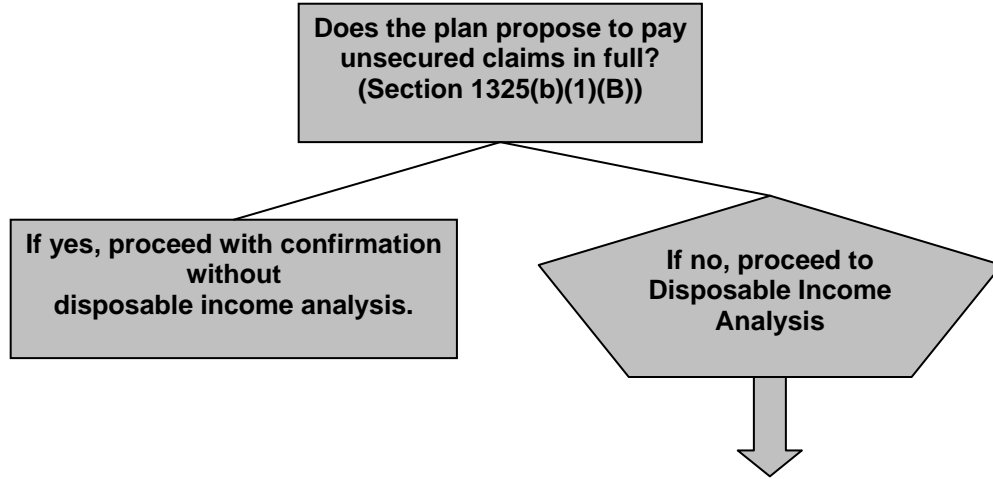 Does the plan propose to pay
unsecured claims in full?
(Section 1325(b)(1)(B))
If yes, proceed with confirmation
without
disposable income analysis.
If no, proceed to
Disposable Income
Analysis